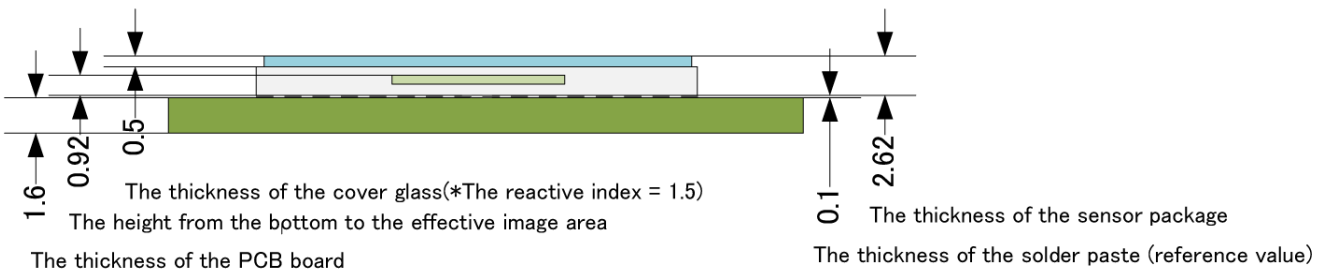 1.6
0.92
0.5
0.1
2.62
The thickness of the cover glass(*The reactive index = 1.5)
The height from the bottom to the effective image area
The thickness of the sensor package
The thickness of the PCB board
The thickness of the solder paste (reference value)